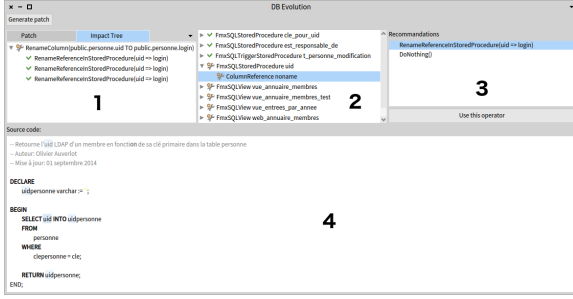 DB Evolution
Generate patch
Patch
Impact Tree
RenameColumn(public.personne.uid TO public.personne.login)
RenameReferenceInStoredProcedure(uid => login)
RenameReferenceInStoredProcedure(uid => login)
RenameReferenceInStoredProcedure(uid => login)
1
FmxSQLStoredProcedure cle_pour_uid
FmxSQLStoredProcedure est_responsable_de
FmxSQLTriggerStoredProcedure t_personne_modification
FmxSQLStoredProcedure uid
ColumnReference noname
FmxSQLView vue_annuaire_membres
FmxSQLView vue_annuaire_membres_test
FmxSQLView vue_entrees_par_annee
FmxSQLView web_annuaire_membres
2
Recommandations
RenameReferenceInStoredProcedure(uid => login)
DoNothing()
3
Use this operator
Source code:
-- Retourne l'uid LDAP d'un membre en fonction de sa clé primaire dans la table personne
-- Auteur: Olivier Auverlot
-- Mise à jour: 01 septembre 2014
DECLARE
uidpersonne varchar := '';
BEGIN
SELECT uid INTO uidpersonne
FROM
personne
WHERE
clepersonne = cle;
RETURN uidpersonne;
END;
4